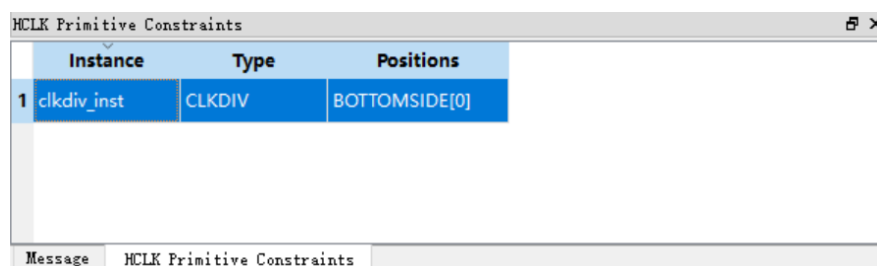 HCLK Primitive Constraints
Instance Type Positions
1 clkdiv_inst CLKDIV BOTTOMSIDE[0]
Message HCLK Primitive Constraints